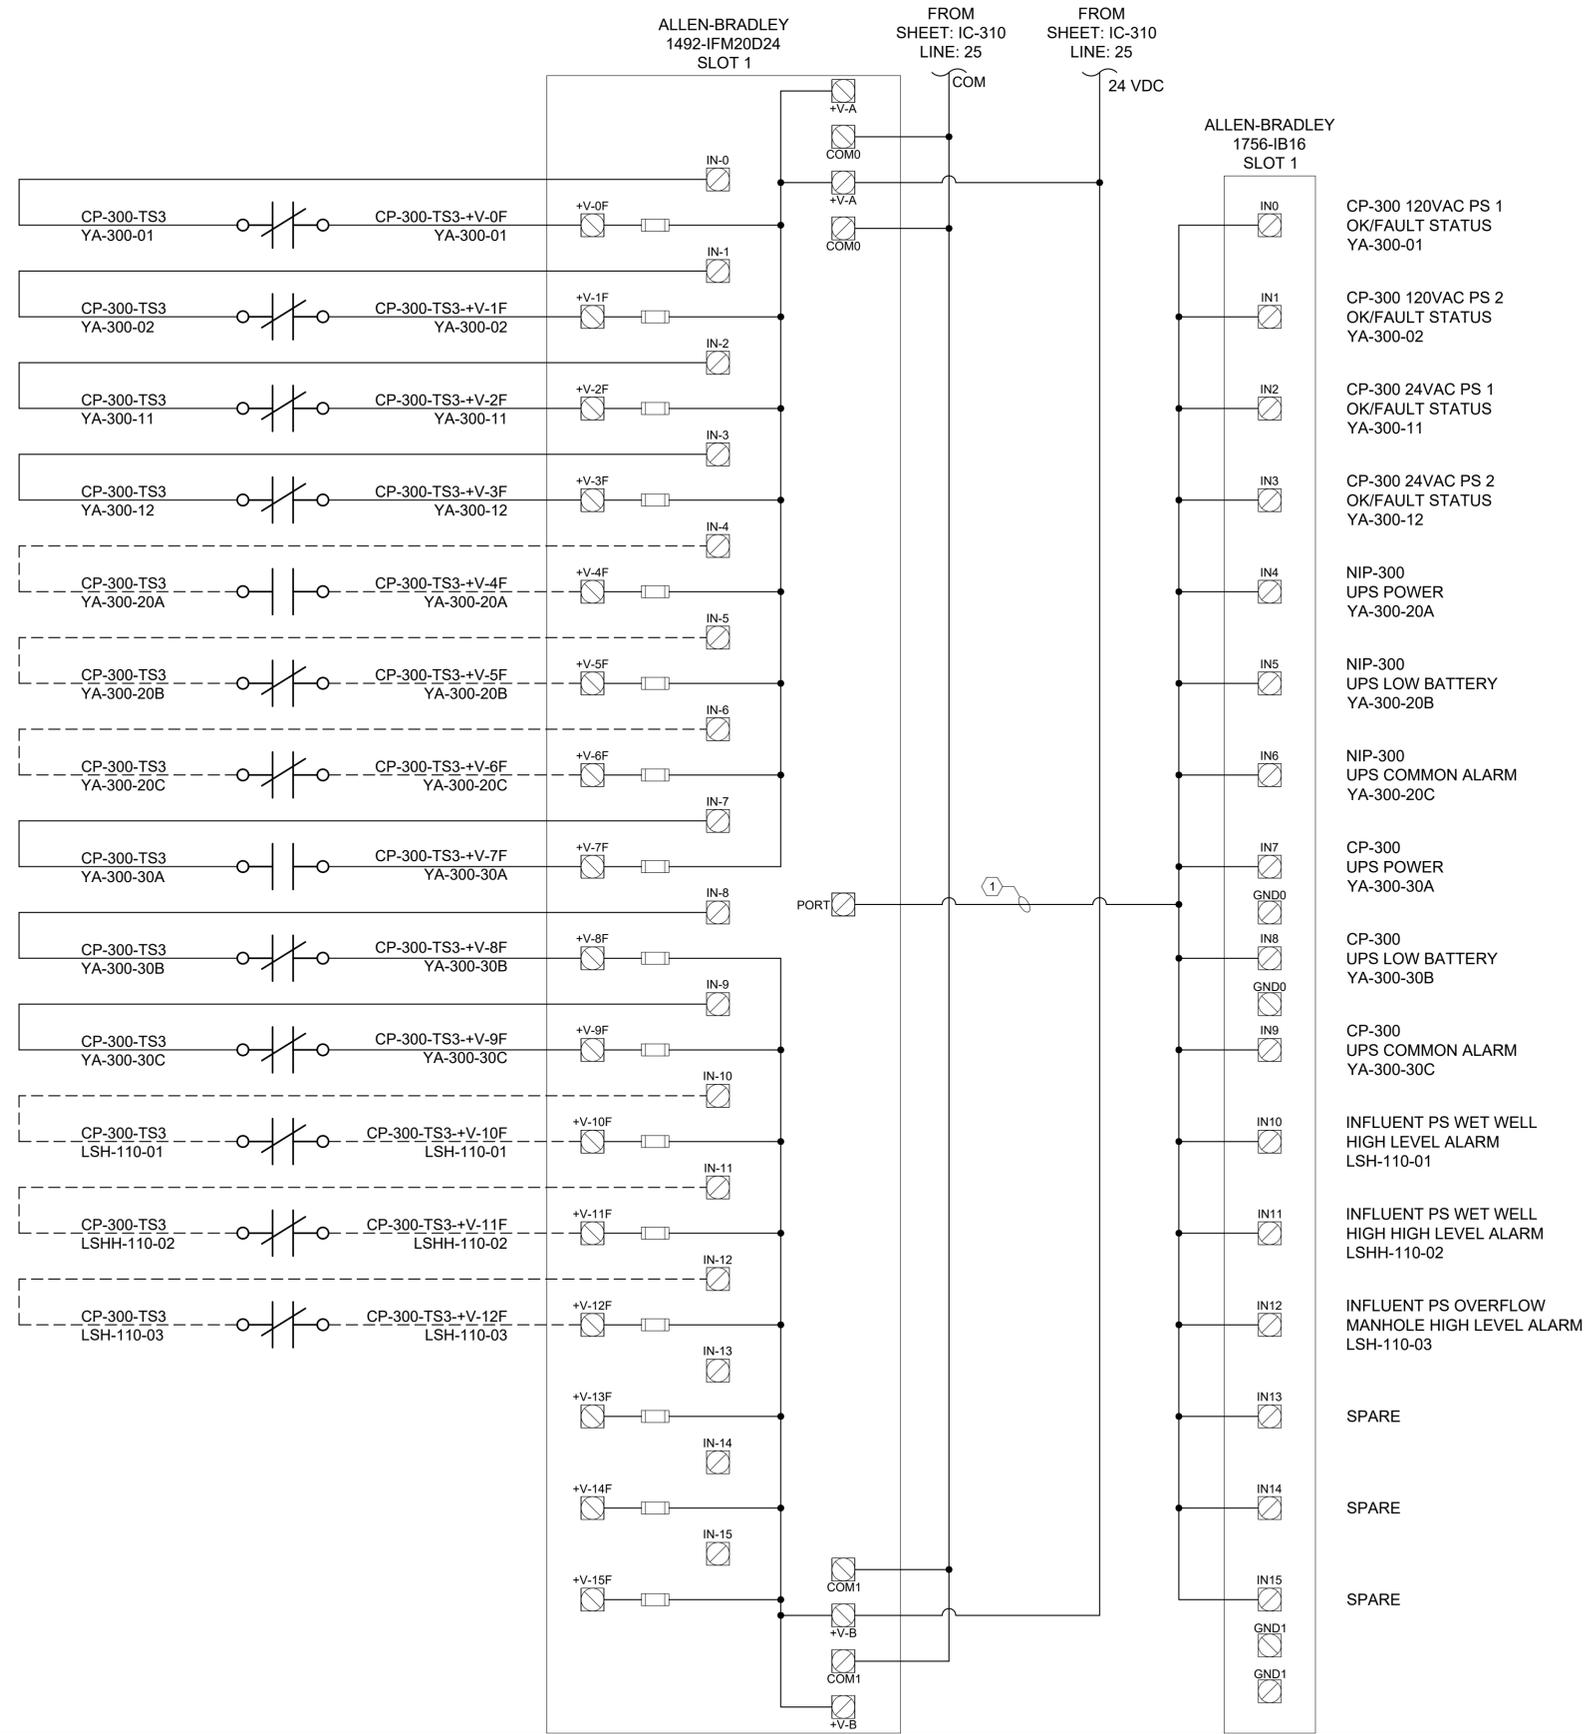 ALLEN-BRADLEY
1492-IFM20D24
SLOT 1
FROM
SHEET: IC-310
LINE: 25
COM
FROM
SHEET: IC-310
LINE: 25
24 VDC
ALLEN-BRADLEY
1756-IB16
SLOT 1
+V-A
COM0
+V-A
COM0
IN-0
CP-300-TS3
YA-300-01
CP-300-TS3-+V-0F
YA-300-01
+V-0F
IN0
CP-300 120VAC PS 1
OK/FAULT STATUS
YA-300-01
IN-1
CP-300-TS3
YA-300-02
CP-300-TS3-+V-1F
YA-300-02
+V-1F
IN1
CP-300 120VAC PS 2
OK/FAULT STATUS
YA-300-02
IN-2
CP-300-TS3
YA-300-11
CP-300-TS3-+V-2F
YA-300-11
+V-2F
IN2
CP-300 24VAC PS 1
OK/FAULT STATUS
YA-300-11
IN-3
CP-300-TS3
YA-300-12
CP-300-TS3-+V-3F
YA-300-12
+V-3F
IN3
CP-300 24VAC PS 2
OK/FAULT STATUS
YA-300-12
IN-4
CP-300-TS3
YA-300-20A
CP-300-TS3-+V-4F
YA-300-20A
+V-4F
IN4
NIP-300
UPS POWER
YA-300-20A
IN-5
CP-300-TS3
YA-300-20B
CP-300-TS3-+V-5F
YA-300-20B
+V-5F
IN5
NIP-300
UPS LOW BATTERY
YA-300-20B
IN-6
CP-300-TS3
YA-300-20C
CP-300-TS3-+V-6F
YA-300-20C
+V-6F
IN6
NIP-300
UPS COMMON ALARM
YA-300-20C
IN-7
CP-300-TS3
YA-300-30A
CP-300-TS3-+V-7F
YA-300-30A
+V-7F
IN7
CP-300
UPS POWER
YA-300-30A
PORT
1
GND0
IN-8
CP-300-TS3
YA-300-30B
CP-300-TS3-+V-8F
YA-300-30B
+V-8F
IN8
CP-300
UPS LOW BATTERY
YA-300-30B
GND0
IN-9
CP-300-TS3
YA-300-30C
CP-300-TS3-+V-9F
YA-300-30C
+V-9F
IN9
CP-300
UPS COMMON ALARM
YA-300-30C
IN-10
CP-300-TS3
LSH-110-01
CP-300-TS3-+V-10F
LSH-110-01
+V-10F
IN10
INFLUENT PS WET WELL
HIGH LEVEL ALARM
LSH-110-01
IN-11
CP-300-TS3
LSHH-110-02
CP-300-TS3-+V-11F
LSHH-110-02
+V-11F
IN11
INFLUENT PS WET WELL
HIGH HIGH LEVEL ALARM
LSHH-110-02
IN-12
CP-300-TS3
LSH-110-03
CP-300-TS3-+V-12F
LSH-110-03
+V-12F
IN12
INFLUENT PS OVERFLOW
MANHOLE HIGH LEVEL ALARM
LSH-110-03
IN-13
+V-13F
IN13
SPARE
IN-14
+V-14F
IN14
SPARE
IN-15
+V-15F
IN15
SPARE
COM1
+V-B
COM1
+V-B
GND1
GND1